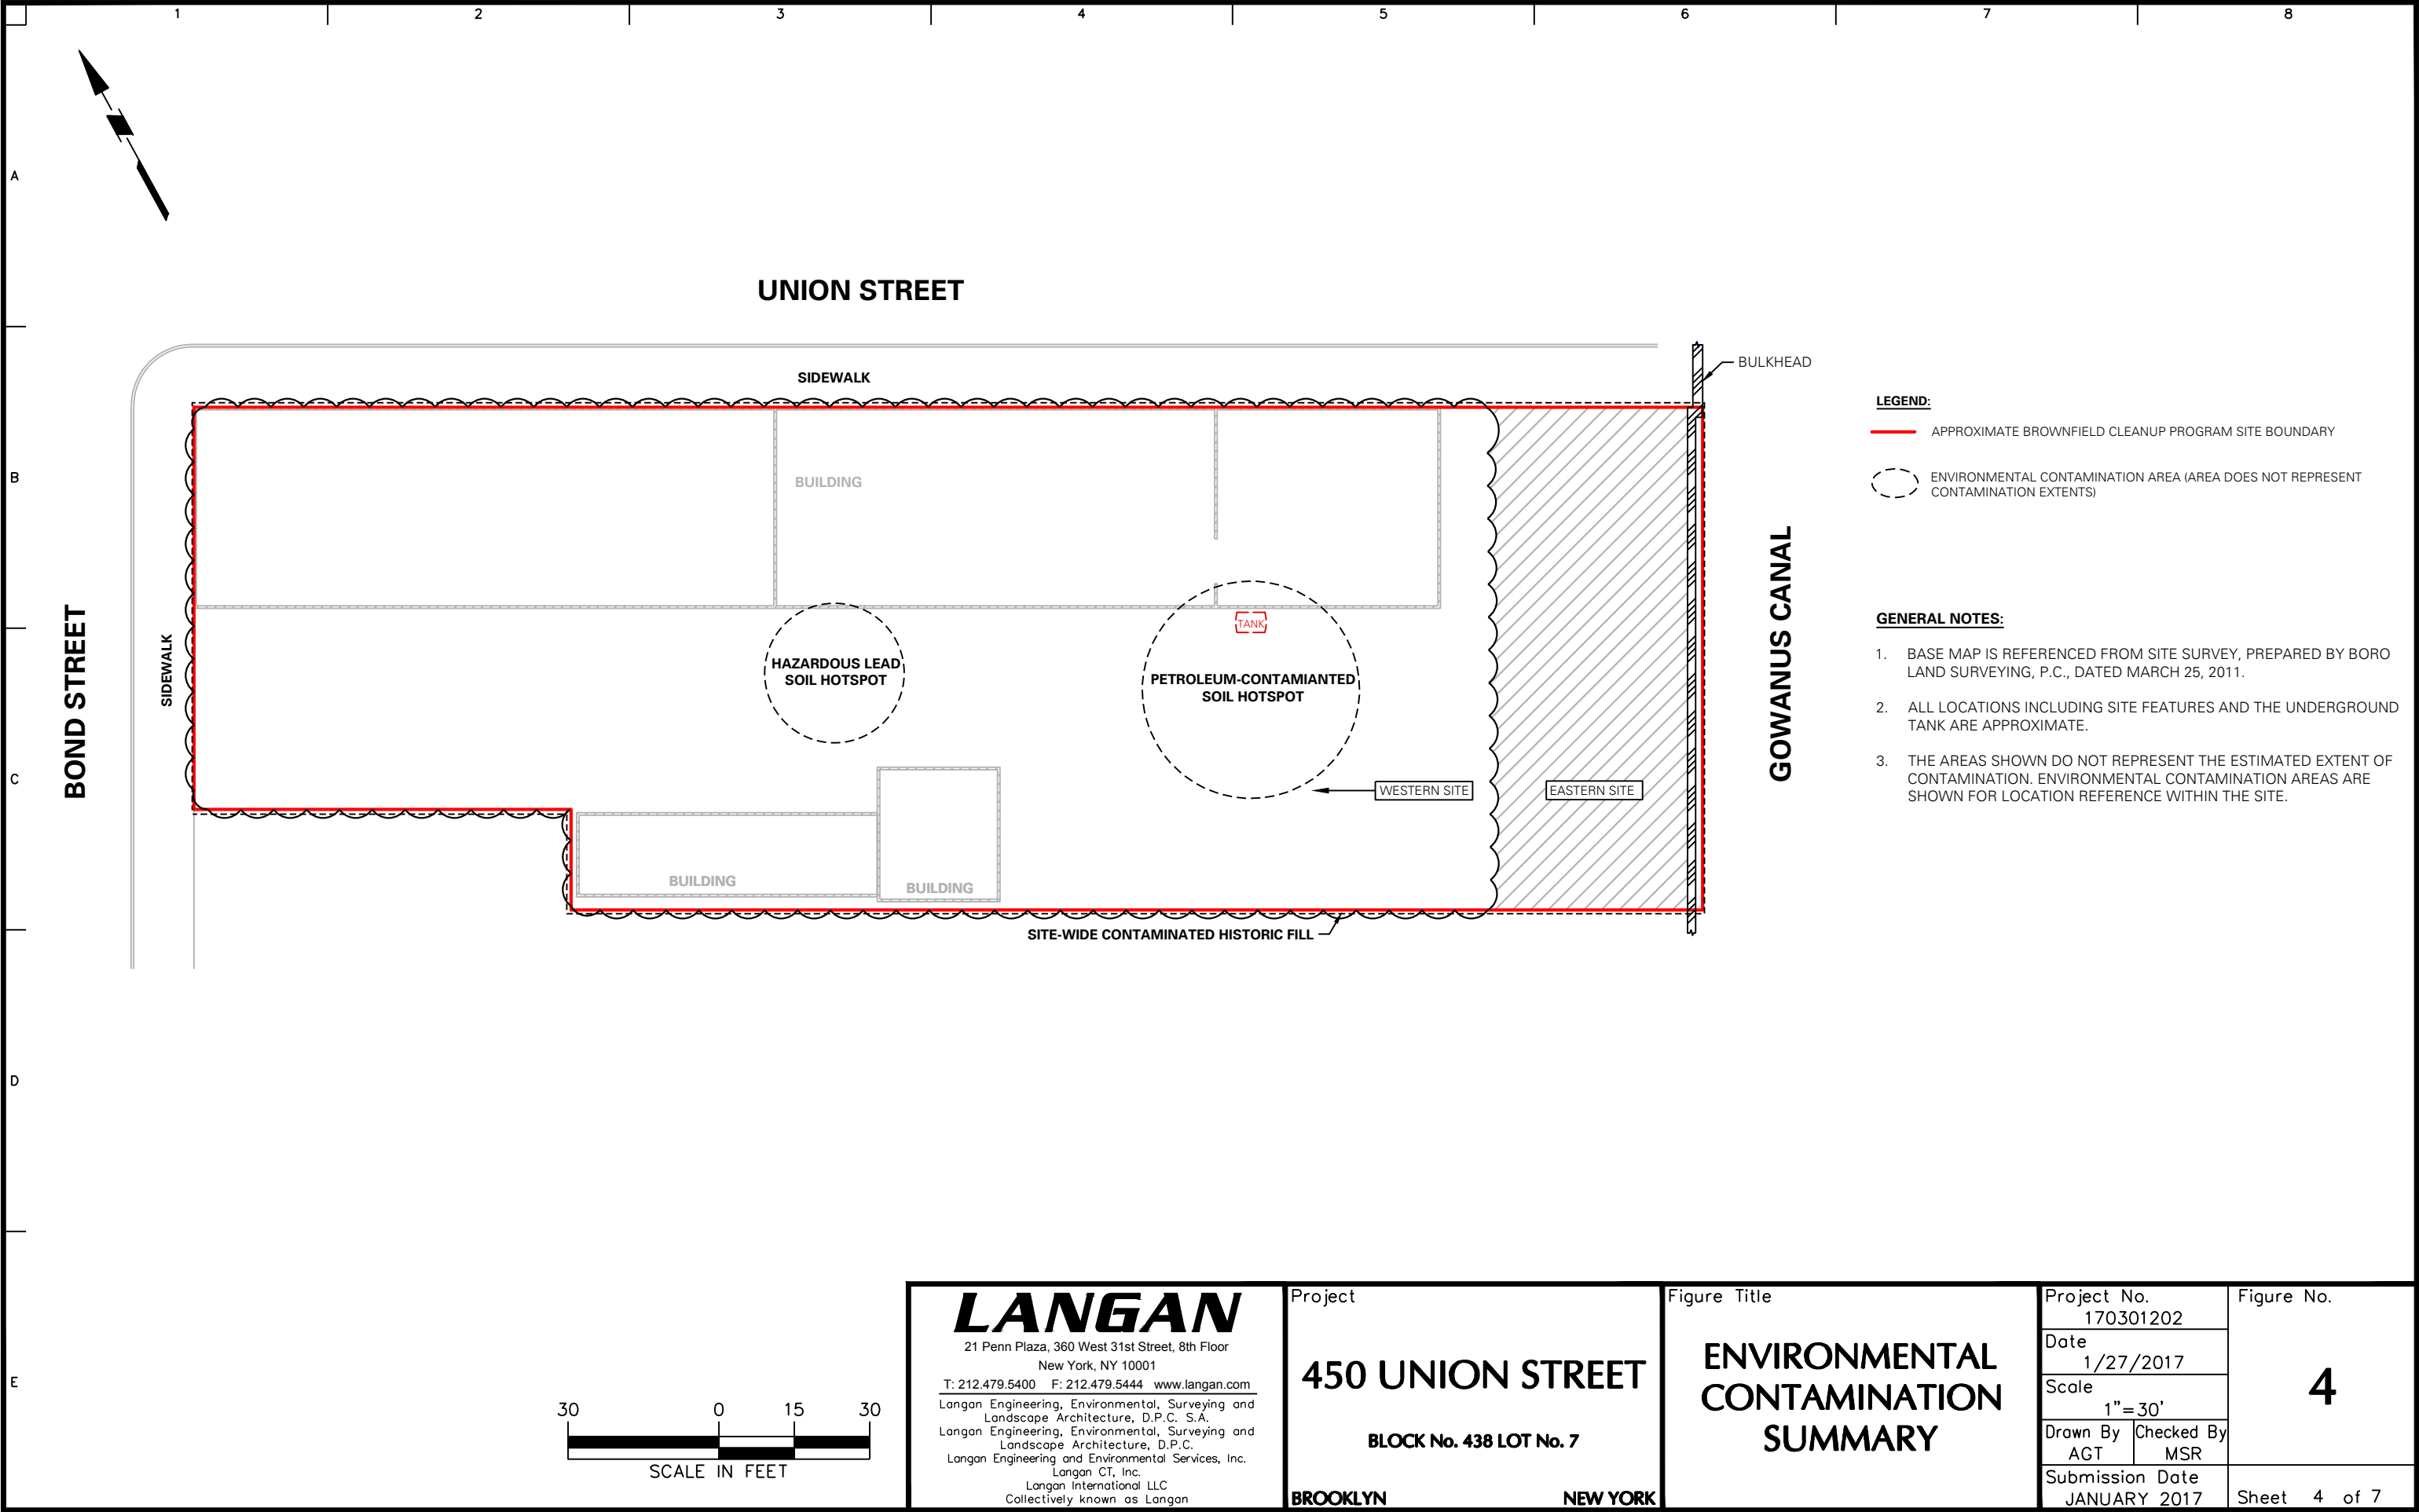 1 2 3 4 5 6 7 8
A
B
C
D
E
UNION STREET
SIDEWALK
BULKHEAD
BUILDING
TANK
HAZARDOUS LEAD
SOIL HOTSPOT
PETROLEUM-CONTAMIANTED
SOIL HOTSPOT
BOND STREET
SIDEWALK
GOWANUS CANAL
WESTERN SITE
EASTERN SITE
BUILDING
BUILDING
SITE-WIDE CONTAMINATED HISTORIC FILL
LEGEND:
APPROXIMATE BROWNFIELD CLEANUP PROGRAM SITE BOUNDARY
ENVIRONMENTAL CONTAMINATION AREA (AREA DOES NOT REPRESENT
CONTAMINATION EXTENTS)
GENERAL NOTES:
1. BASE MAP IS REFERENCED FROM SITE SURVEY, PREPARED BY BORO
LAND SURVEYING, P.C., DATED MARCH 25, 2011.
2. ALL LOCATIONS INCLUDING SITE FEATURES AND THE UNDERGROUND
TANK ARE APPROXIMATE.
3. THE AREAS SHOWN DO NOT REPRESENT THE ESTIMATED EXTENT OF
CONTAMINATION. ENVIRONMENTAL CONTAMINATION AREAS ARE
SHOWN FOR LOCATION REFERENCE WITHIN THE SITE.
30 0 15 30
SCALE IN FEET
LANGAN
21 Penn Plaza, 360 West 31st Street, 8th Floor
New York, NY 10001
T: 212.479.5400 F: 212.479.5444 www.langan.com
Langan Engineering, Environmental, Surveying and
Landscape Architecture, D.P.C. S.A.
Langan Engineering, Environmental, Surveying and
Landscape Architecture, D.P.C.
Langan Engineering and Environmental Services, Inc.
Langan CT, Inc.
Langan International LLC
Collectively known as Langan
Project
450 UNION STREET
BLOCK No. 438 LOT No. 7
BROOKLYN NEW YORK
Figure Title
ENVIRONMENTAL
CONTAMINATION
SUMMARY
Project No.
170301202
Date
1/27/2017
Scale
1"=30'
Drawn By
AGT
Checked By
MSR
Submission Date
JANUARY 2017
Figure No.
4
Sheet 4 of 7